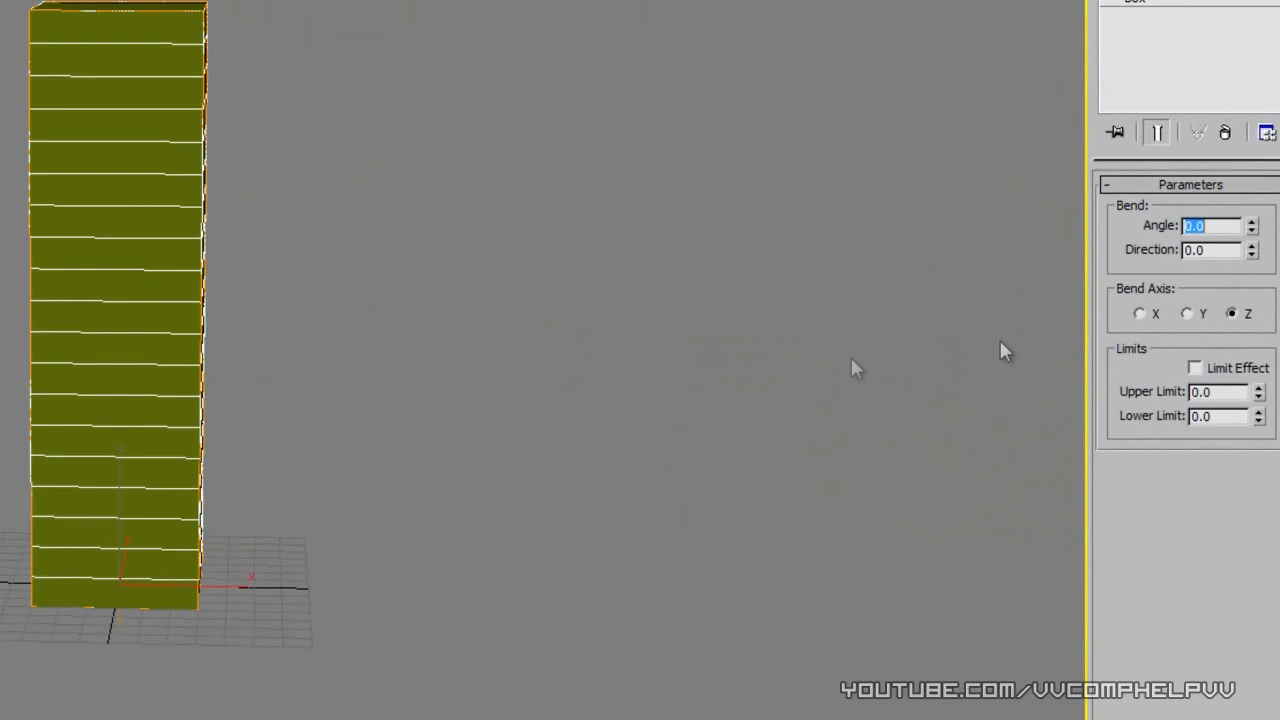 Box
- Parameters
Bend:
Angle: 0.0
Direction: 0.0
Bend Axis:
X Y Z
Limits
Limit Effect
Upper Limit: 0.0
Lower Limit: 0.0
x
YOUTUBE.COM/VVCOMPHELPVV